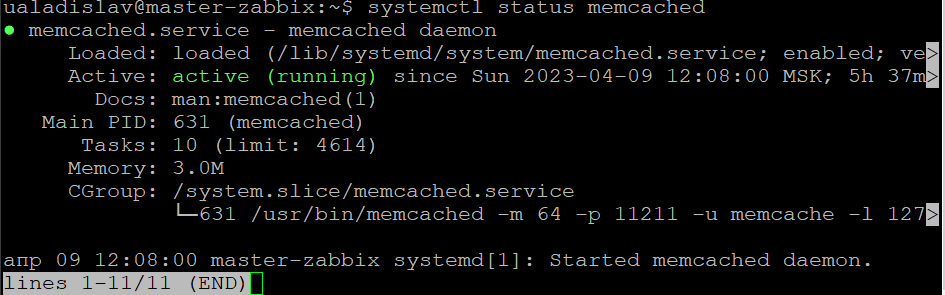 ualadislav@master-zabbix:~$ systemctl status memcached
● memcached.service - memcached daemon
Loaded: loaded (/lib/systemd/system/memcached.service; enabled; ve>
Active: active (running) since Sun 2023-04-09 12:08:00 MSK; 5h 37m>
Docs: man:memcached(1)
Main PID: 631 (memcached)
Tasks: 10 (limit: 4614)
Memory: 3.0M
CGroup: /system.slice/memcached.service
└─631 /usr/bin/memcached -m 64 -p 11211 -u memcache -l 127>
апр 09 12:08:00 master-zabbix systemd[1]: Started memcached daemon.
lines 1-11/11 (END)